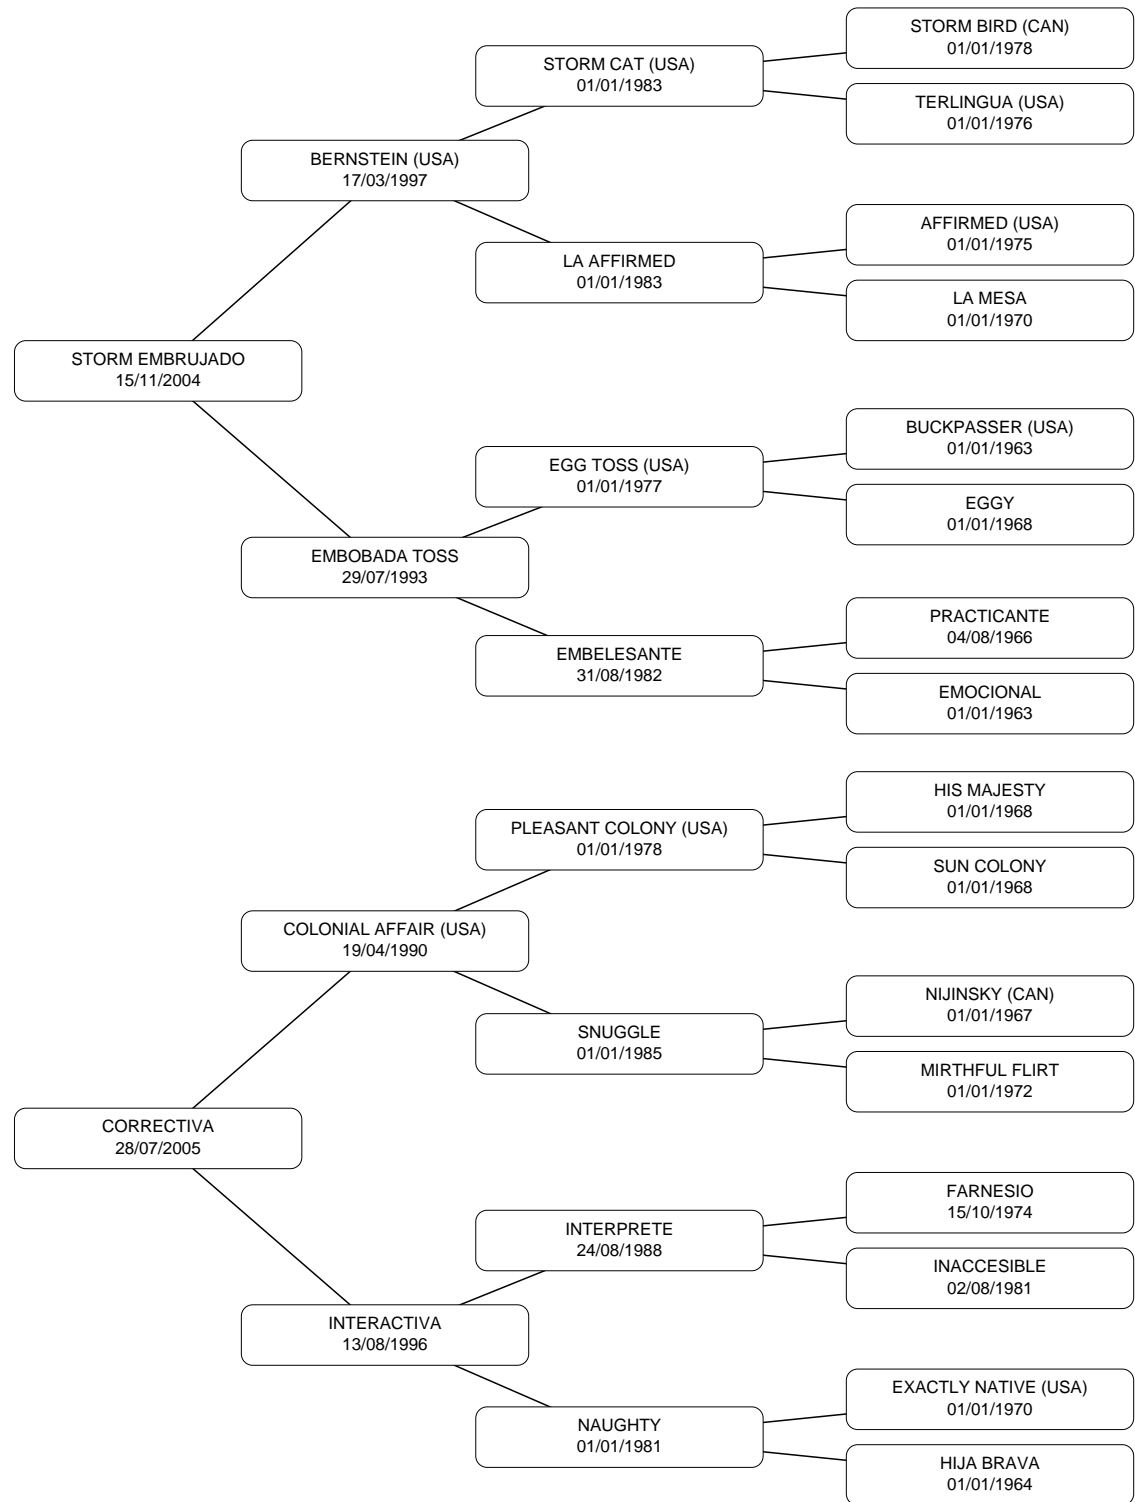 STORM BIRD (CAN)
01/01/1978
STORM CAT (USA)
01/01/1983
TERLINGUA (USA)
01/01/1976
BERNSTEIN (USA)
17/03/1997
AFFIRMED (USA)
01/01/1975
LA AFFIRMED
01/01/1983
LA MESA
01/01/1970
STORM EMBRUJADO
15/11/2004
BUCKPASSER (USA)
01/01/1963
EGG TOSS (USA)
01/01/1977
EGGY
01/01/1968
EMBOBADA TOSS
29/07/1993
PRACTICANTE
04/08/1966
EMBELESANTE
31/08/1982
EMOCIONAL
01/01/1963
HIS MAJESTY
01/01/1968
PLEASANT COLONY (USA)
01/01/1978
SUN COLONY
01/01/1968
COLONIAL AFFAIR (USA)
19/04/1990
NIJINSKY (CAN)
01/01/1967
SNUGGLE
01/01/1985
MIRTHFUL FLIRT
01/01/1972
CORRECTIVA
28/07/2005
FARNESIO
15/10/1974
INTERPRETE
24/08/1988
INACCESIBLE
02/08/1981
INTERACTIVA
13/08/1996
EXACTLY NATIVE (USA)
01/01/1970
NAUGHTY
01/01/1981
HIJA BRAVA
01/01/1964